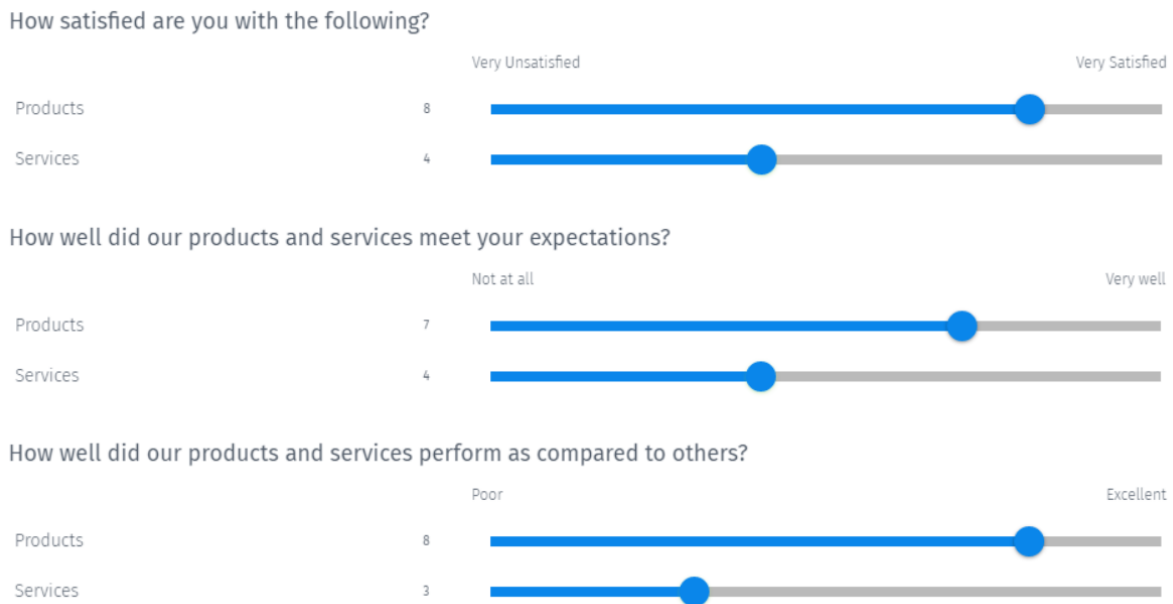 How satisfied are you with the following?
Very Unsatisfied Very Satisfied
Products 8
Services 4
How well did our products and services meet your expectations?
Not at all Very well
Products 7
Services 4
How well did our products and services perform as compared to others?
Poor Excellent
Products 8
Services 3